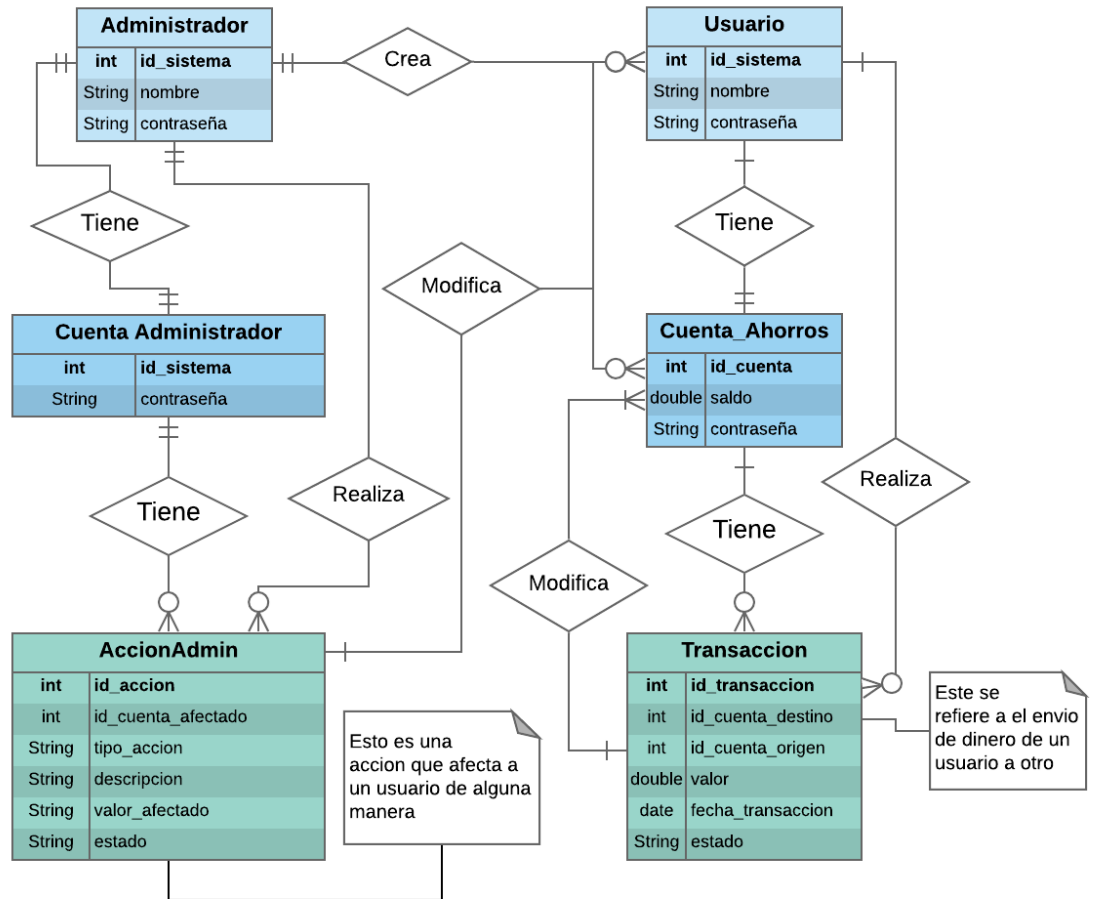 Administrador
int id_sistema
String nombre
String contraseña
Crea
Usuario
int id_sistema
String nombre
String contraseña
Tiene
Tiene
Modifica
Cuenta Administrador
int id_sistema
String contraseña
Cuenta_Ahorros
int id_cuenta
double saldo
String contraseña
Tiene
Realiza
Realiza
Modifica
Tiene
AccionAdmin
int id_accion
int id_cuenta_afectado
String tipo_accion
String descripcion
String valor_afectado
String estado
Esto es una
accion que afecta a
un usuario de alguna
manera
Transaccion
int id_transaccion
int id_cuenta_destino
int id_cuenta_origen
double valor
date fecha_transaccion
String estado
Este se
refiere a el envio
de dinero de un
usuario a otro